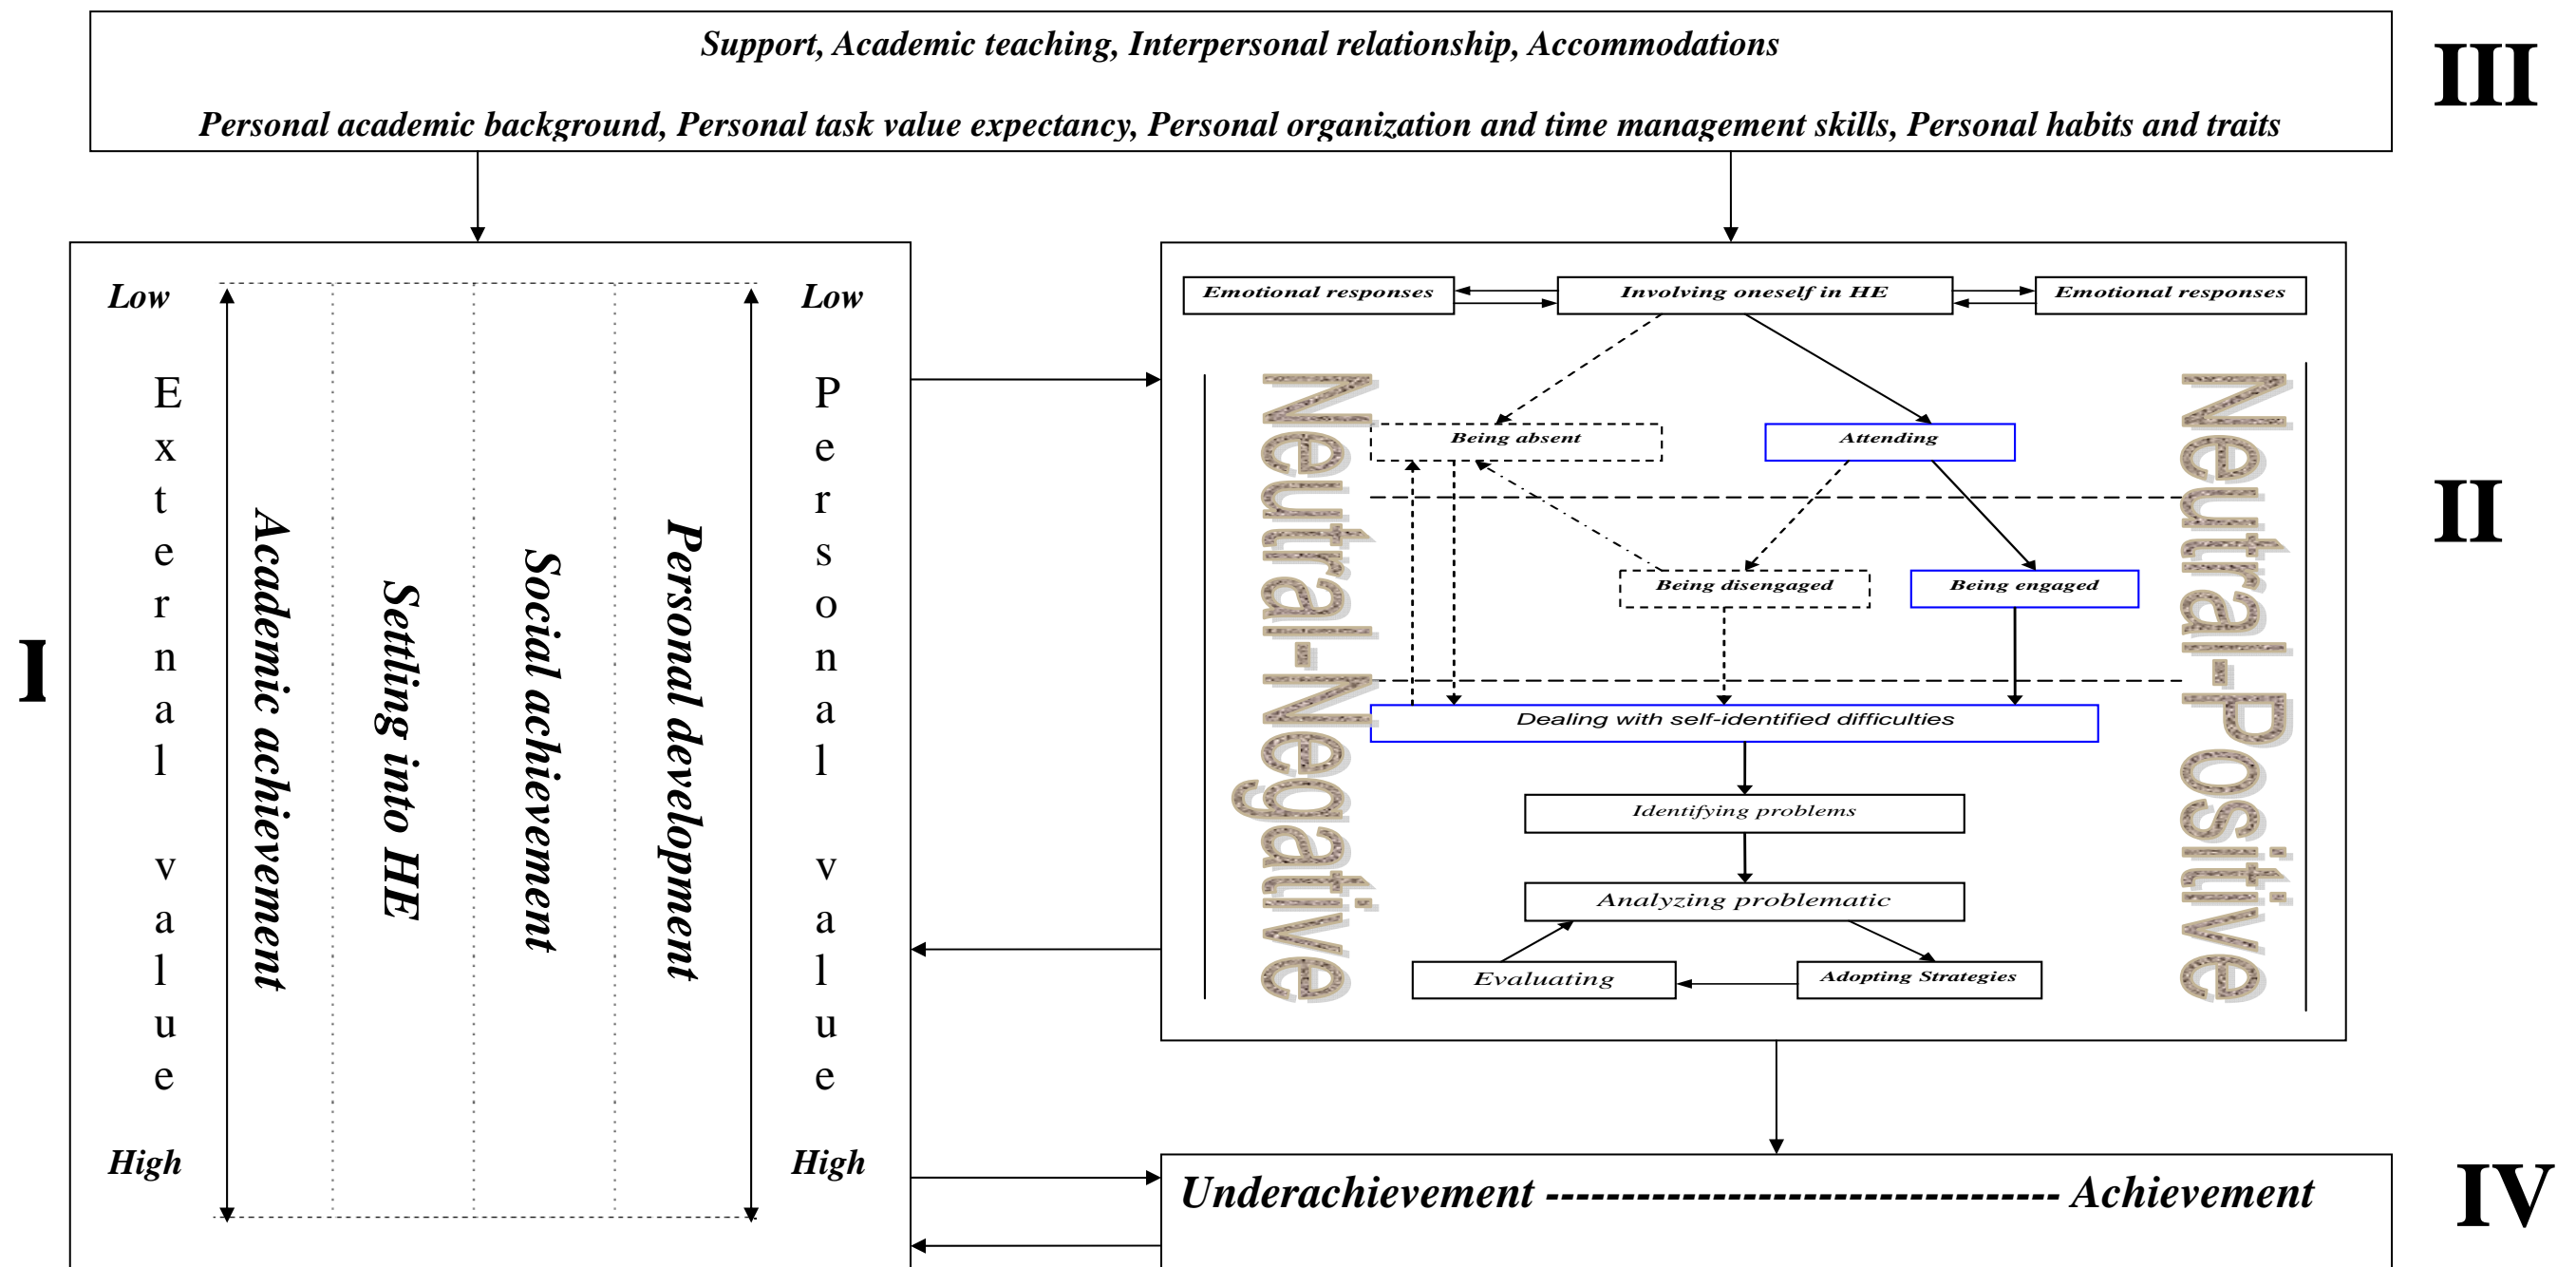 Support, Academic teaching, Interpersonal relationship, Accommodations
III
Personal academic background, Personal task value expectancy, Personal organization and time management skills, Personal habits and traits
I
Low
External value
High
Academic achievement
Settling into HE
Social achievement
Personal development
Low
Personal value
High
II
Emotional responses
Involving oneself in HE
Emotional responses
Neutral-Negative
Neutral-Positive
Being absent
Attending
Being disengaged
Being engaged
Dealing with self-identified difficulties
Identifying problems
Analyzing problematic
Evaluating
Adopting Strategies
Underachievement ---------------------------------- Achievement
IV